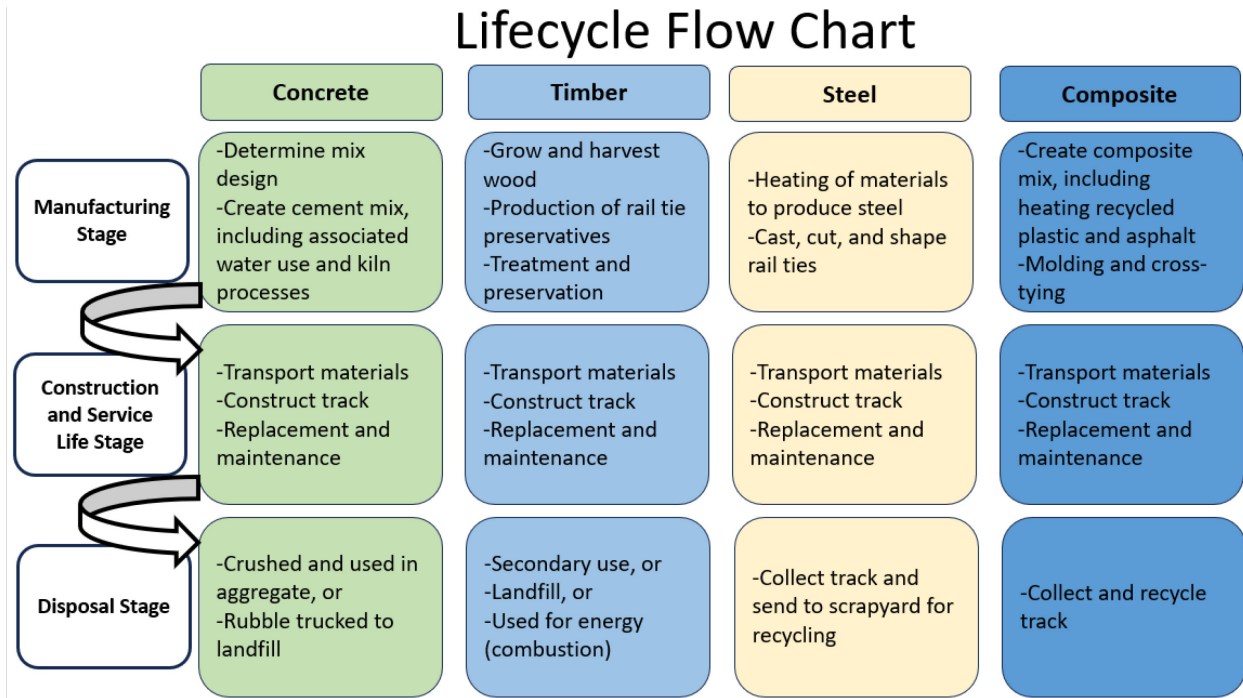 Lifecycle Flow Chart
Concrete
Timber
Steel
Composite
Manufacturing
Stage
-Determine mix
design
-Create cement mix,
including associated
water use and kiln
processes
-Grow and harvest
wood
-Production of rail tie
preservatives
-Treatment and
preservation
-Heating of materials
to produce steel
-Cast, cut, and shape
rail ties
-Create composite
mix, including
heating recycled
plastic and asphalt
-Molding and cross-
tying
Construction
and Service
Life Stage
-Transport materials
-Construct track
-Replacement and
maintenance
-Transport materials
-Construct track
-Replacement and
maintenance
-Transport materials
-Construct track
-Replacement and
maintenance
-Transport materials
-Construct track
-Replacement and
maintenance
Disposal Stage
-Crushed and used in
aggregate, or
-Rubble trucked to
landfill
-Secondary use, or
-Landfill, or
-Used for energy
(combustion)
-Collect track and
send to scrapyard for
recycling
-Collect and recycle
track